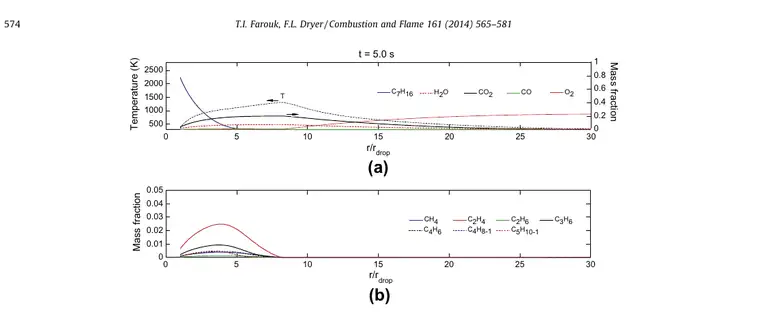 574
T.I. Farouk, F.L. Dryer / Combustion and Flame 161 (2014) 565–581
t = 5.0 s
Temperature (K)
2500
2000
1500
1000
500
T
C7H16 H2O CO2 CO O2
1
0.8
0.6
0.4
0.2
0
Mass fraction
0 5 10 15 20 25 30
r/rdrop
(a)
Mass fraction
0.05
0.04
0.03
0.02
0.01
0
CH4 C2H4 C2H6 C3H6
C4H6 C4H8-1 C5H10-1
0 5 10 15 20 25 30
r/rdrop
(b)